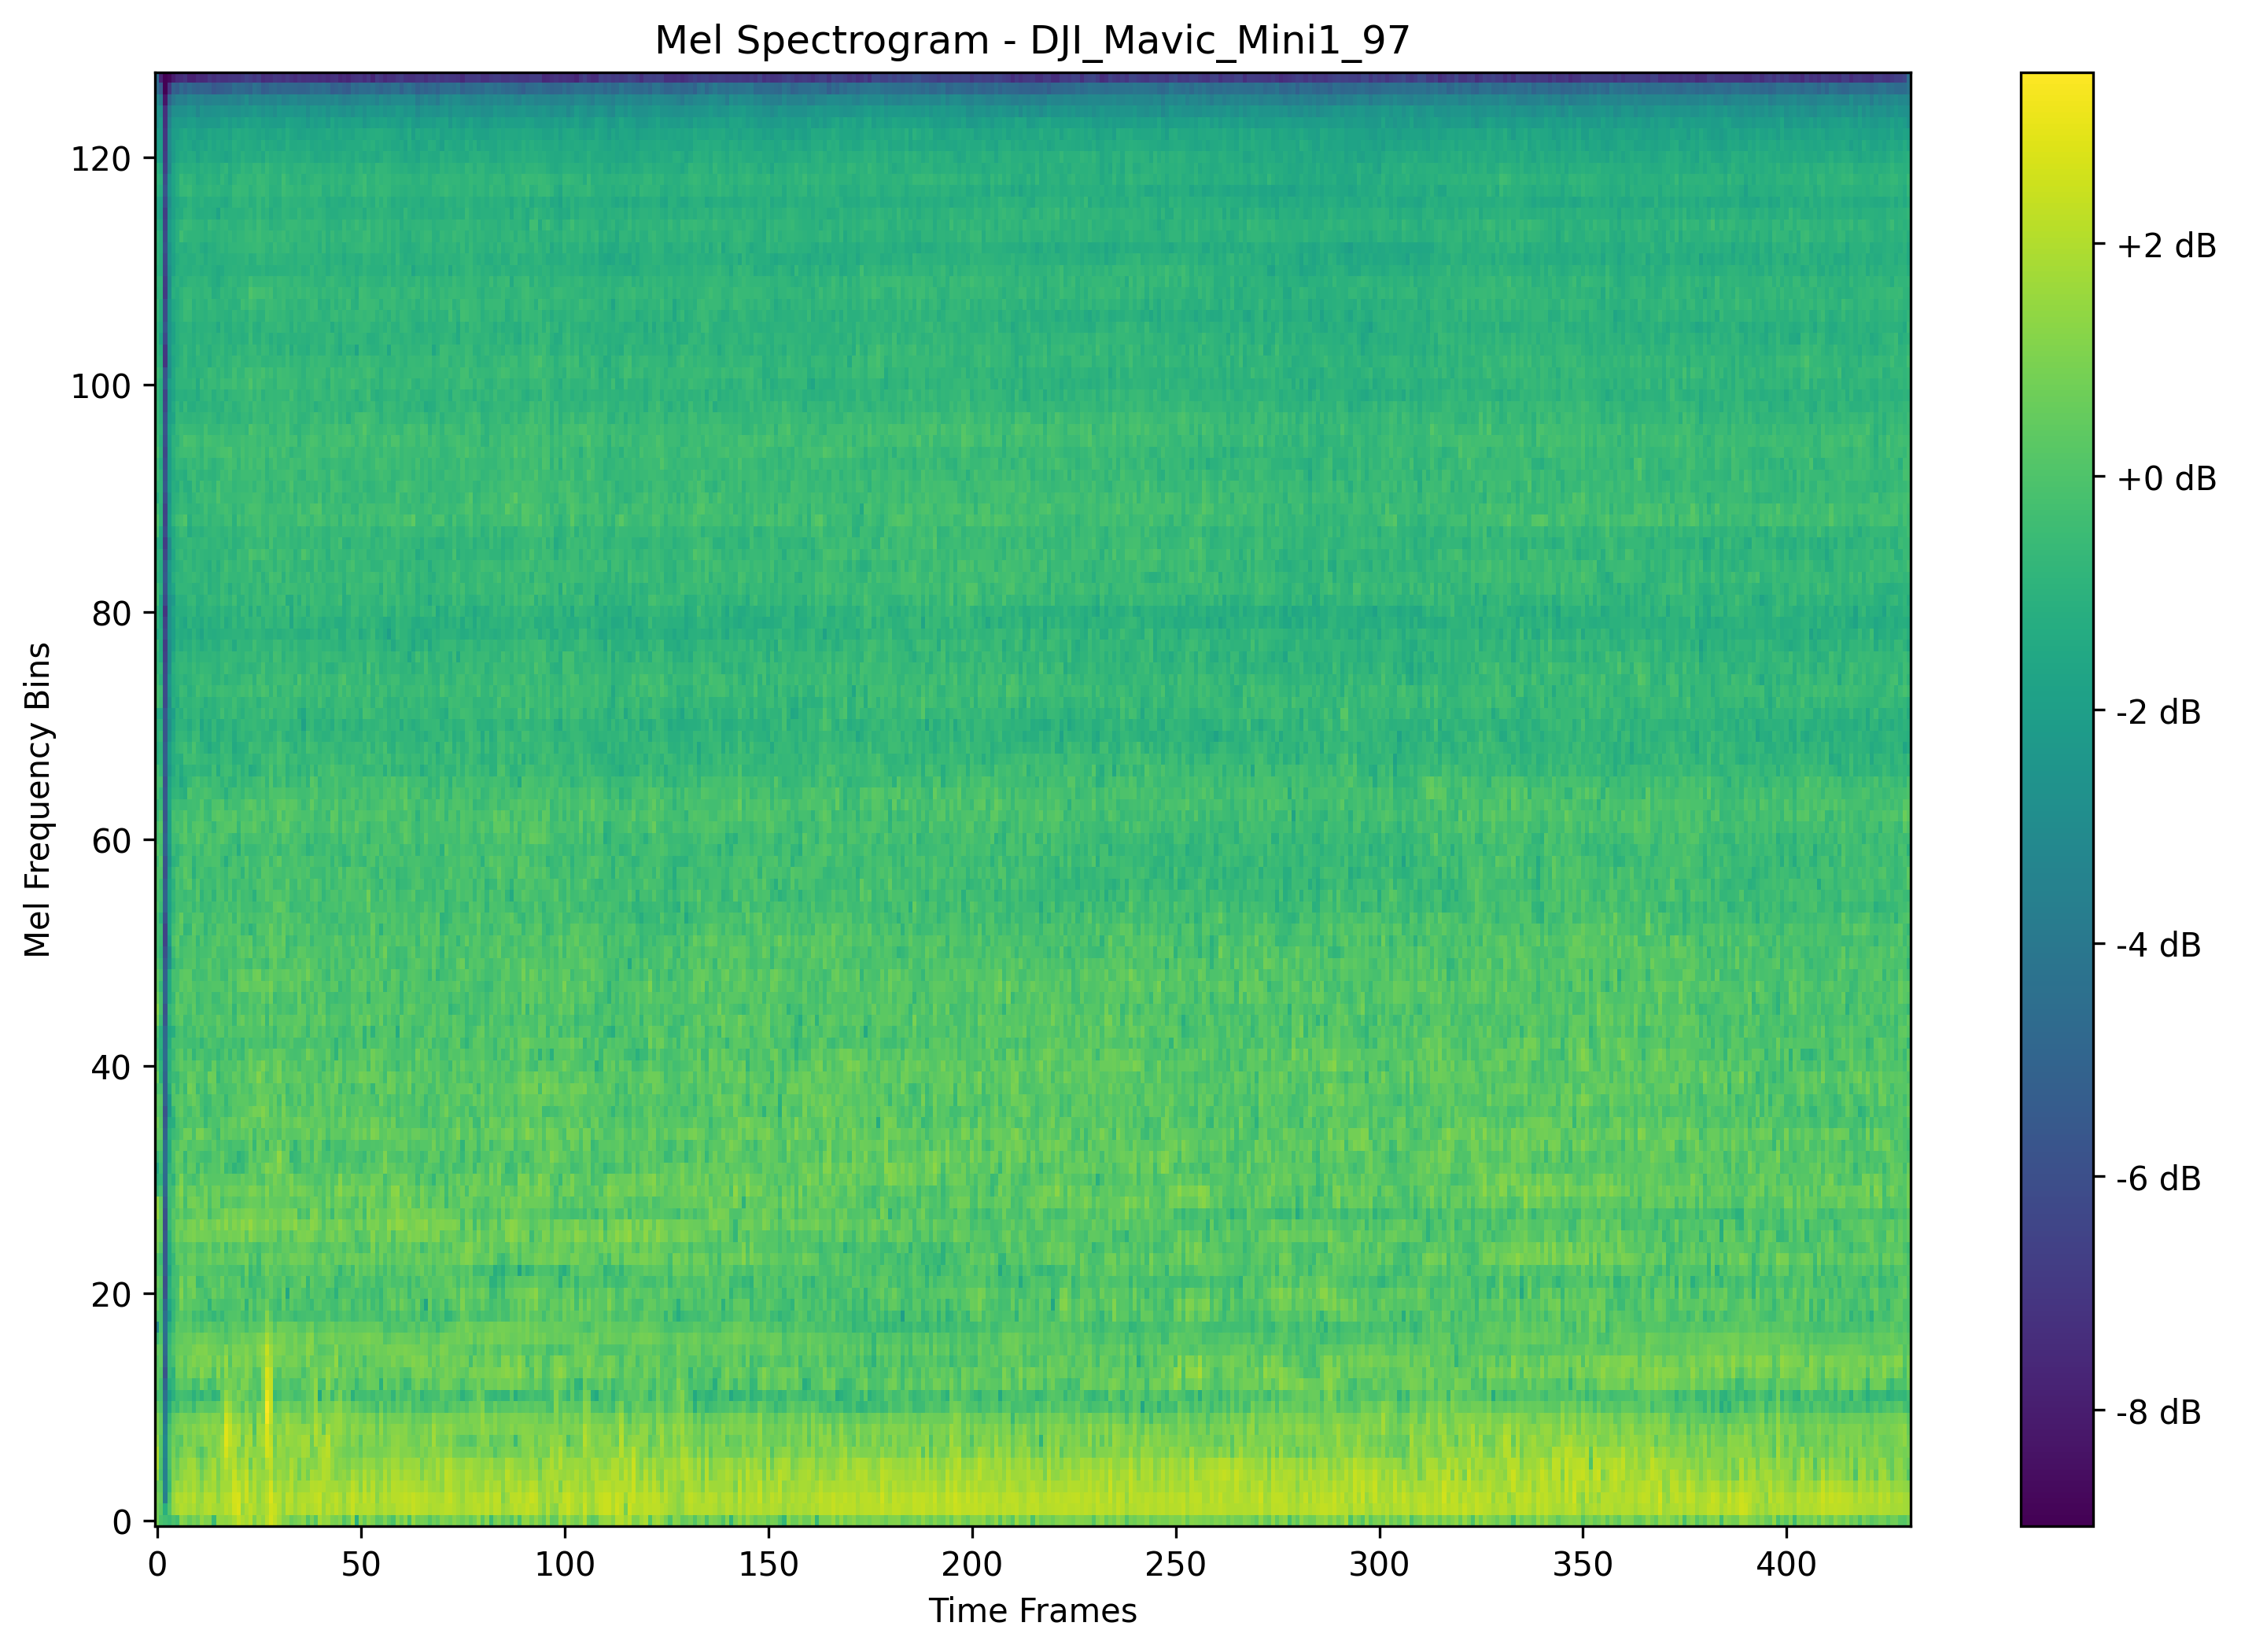 Mel Spectrogram - DJI_Mavic_Mini1_97
120
100
80
60
40
20
0
Mel Frequency Bins
0 50 100 150 200 250 300 350 400
Time Frames
+2 dB
+0 dB
-2 dB
-4 dB
-6 dB
-8 dB